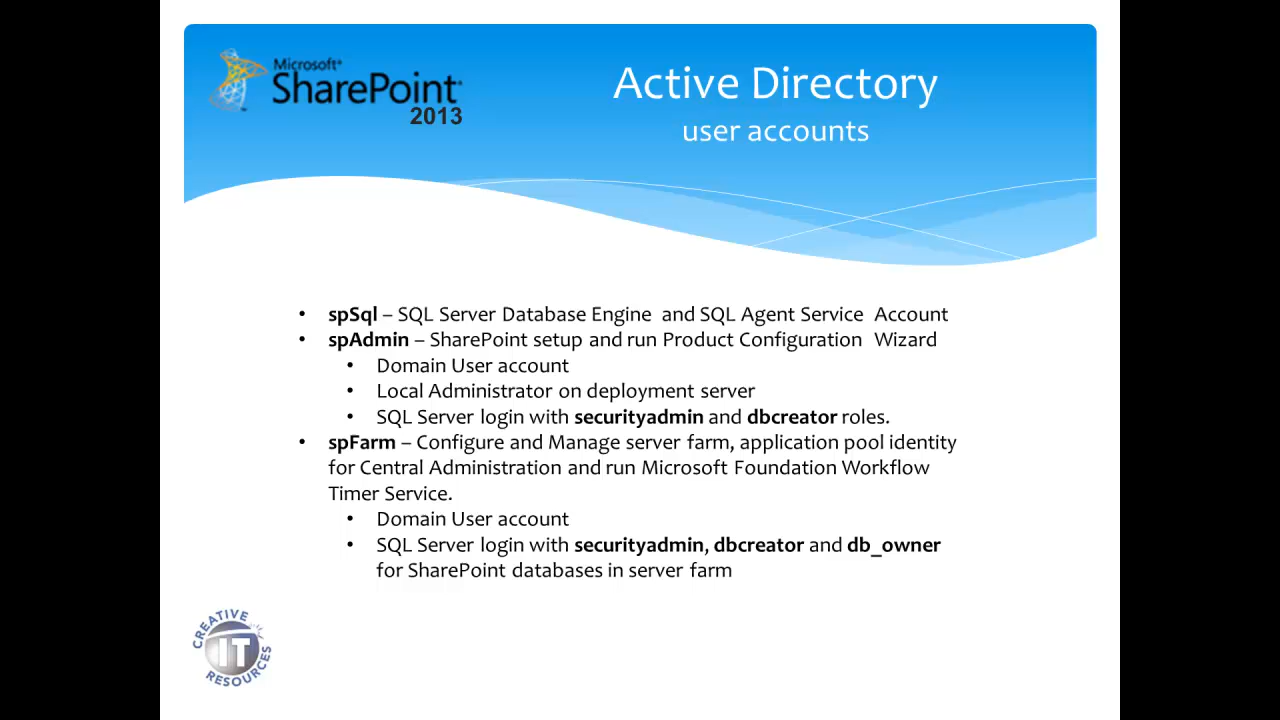 Microsoft®
SharePoint®
2013
Active Directory
user accounts
• spSql – SQL Server Database Engine and SQL Agent Service Account
• spAdmin – SharePoint setup and run Product Configuration Wizard
• Domain User account
• Local Administrator on deployment server
• SQL Server login with securityadmin and dbcreator roles.
• spFarm – Configure and Manage server farm, application pool identity
for Central Administration and run Microsoft Foundation Workflow
Timer Service.
• Domain User account
• SQL Server login with securityadmin, dbcreator and db_owner
for SharePoint databases in server farm
CREATIVE
IT
RESOURCES